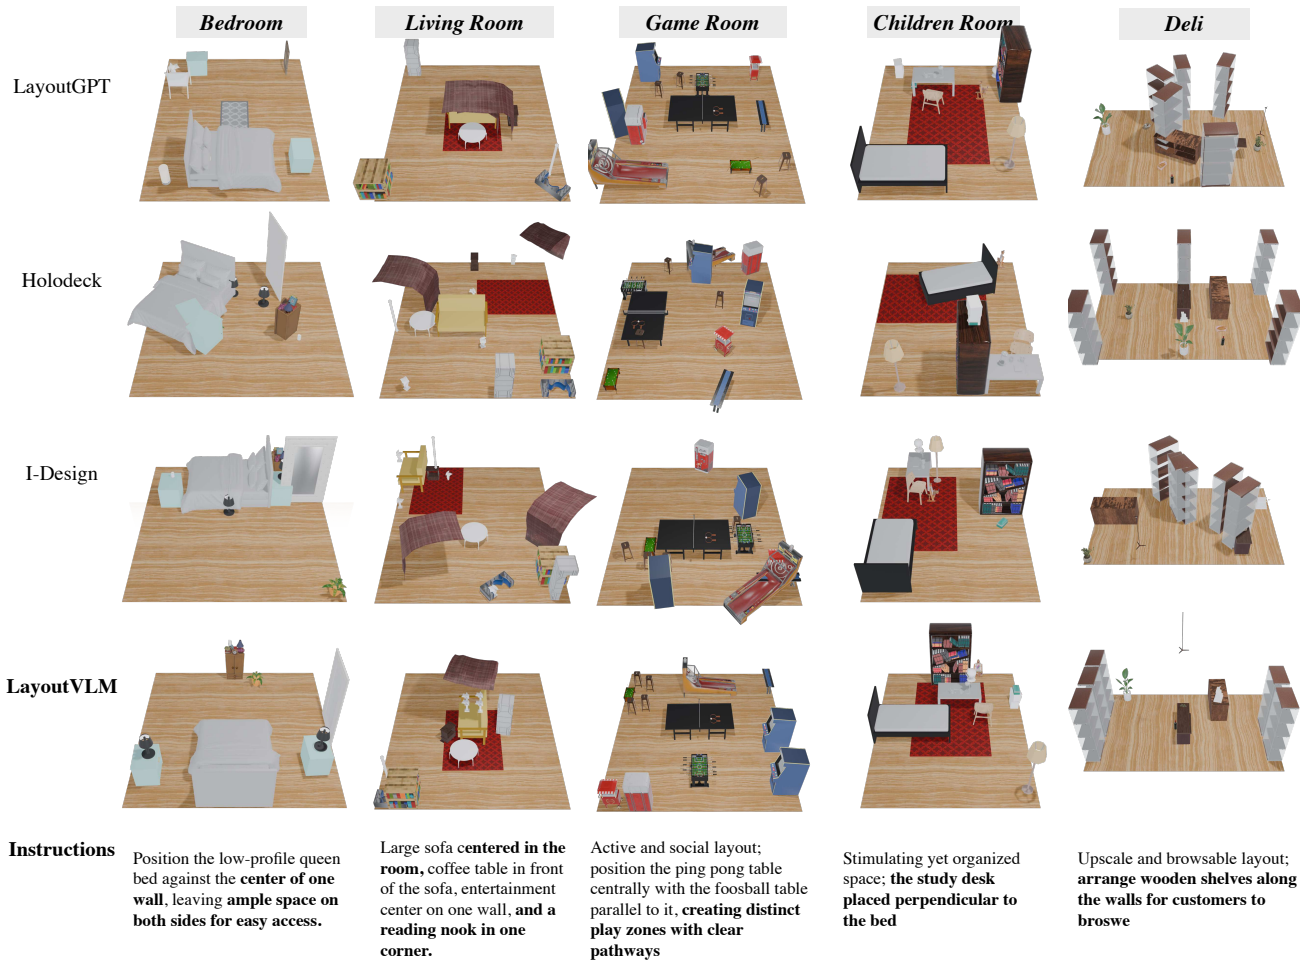 Bedroom
Living Room
Game Room
Children Room
Deli
LayoutGPT
Holodeck
I-Design
LayoutVLM
Instructions
Position the low-profile queen
bed against the center of one
wall, leaving ample space on
both sides for easy access.
Large sofa centered in the
room, coffee table in front
of the sofa, entertainment
center on one wall, and a
reading nook in one
corner.
Active and social layout;
position the ping pong table
centrally with the foosball table
parallel to it, creating distinct
play zones with clear
pathways
Stimulating yet organized
space; the study desk
placed perpendicular to
the bed
Upscale and browsable layout;
arrange wooden shelves along
the walls for customers to
broswe